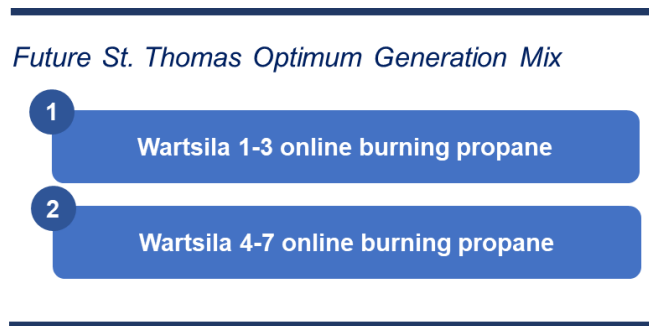 Future St. Thomas Optimum Generation Mix
1
Wartsila 1-3 online burning propane
2
Wartsila 4-7 online burning propane